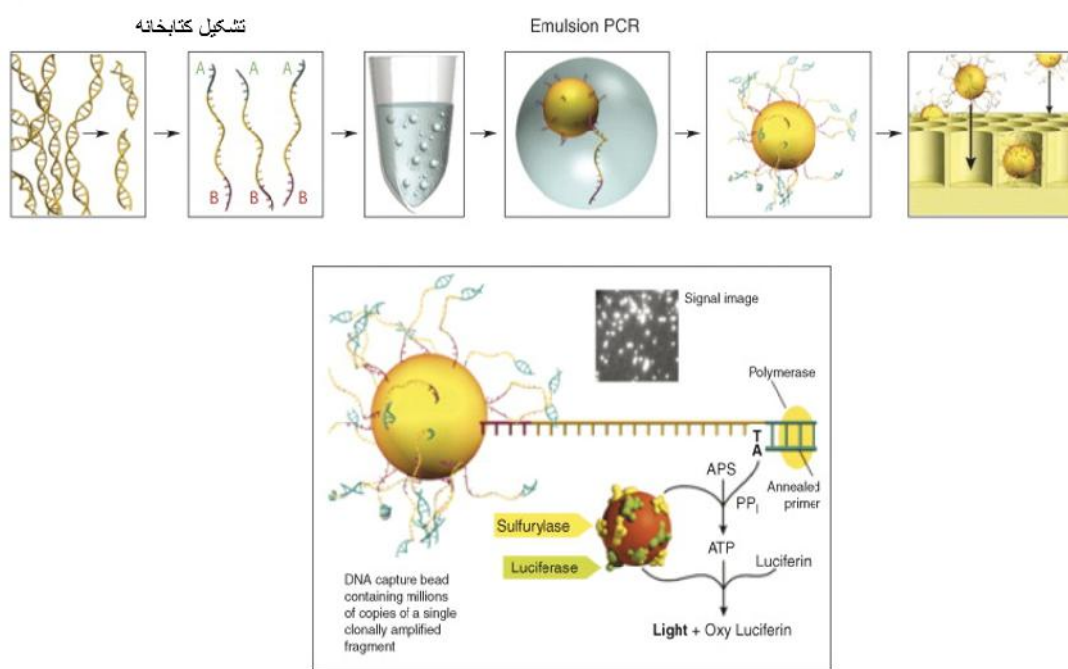 تشکیل کتابخانه
Emulsion PCR
A A A
B B B
Signal image
Polymerase
T
A
Annealed
primer
APS
PPI
Sulfurylase
ATP
Luciferase
Luciferin
DNA capture bead
containing millions
of copies of a single
clonally amplified
fragment
Light + Oxy Luciferin